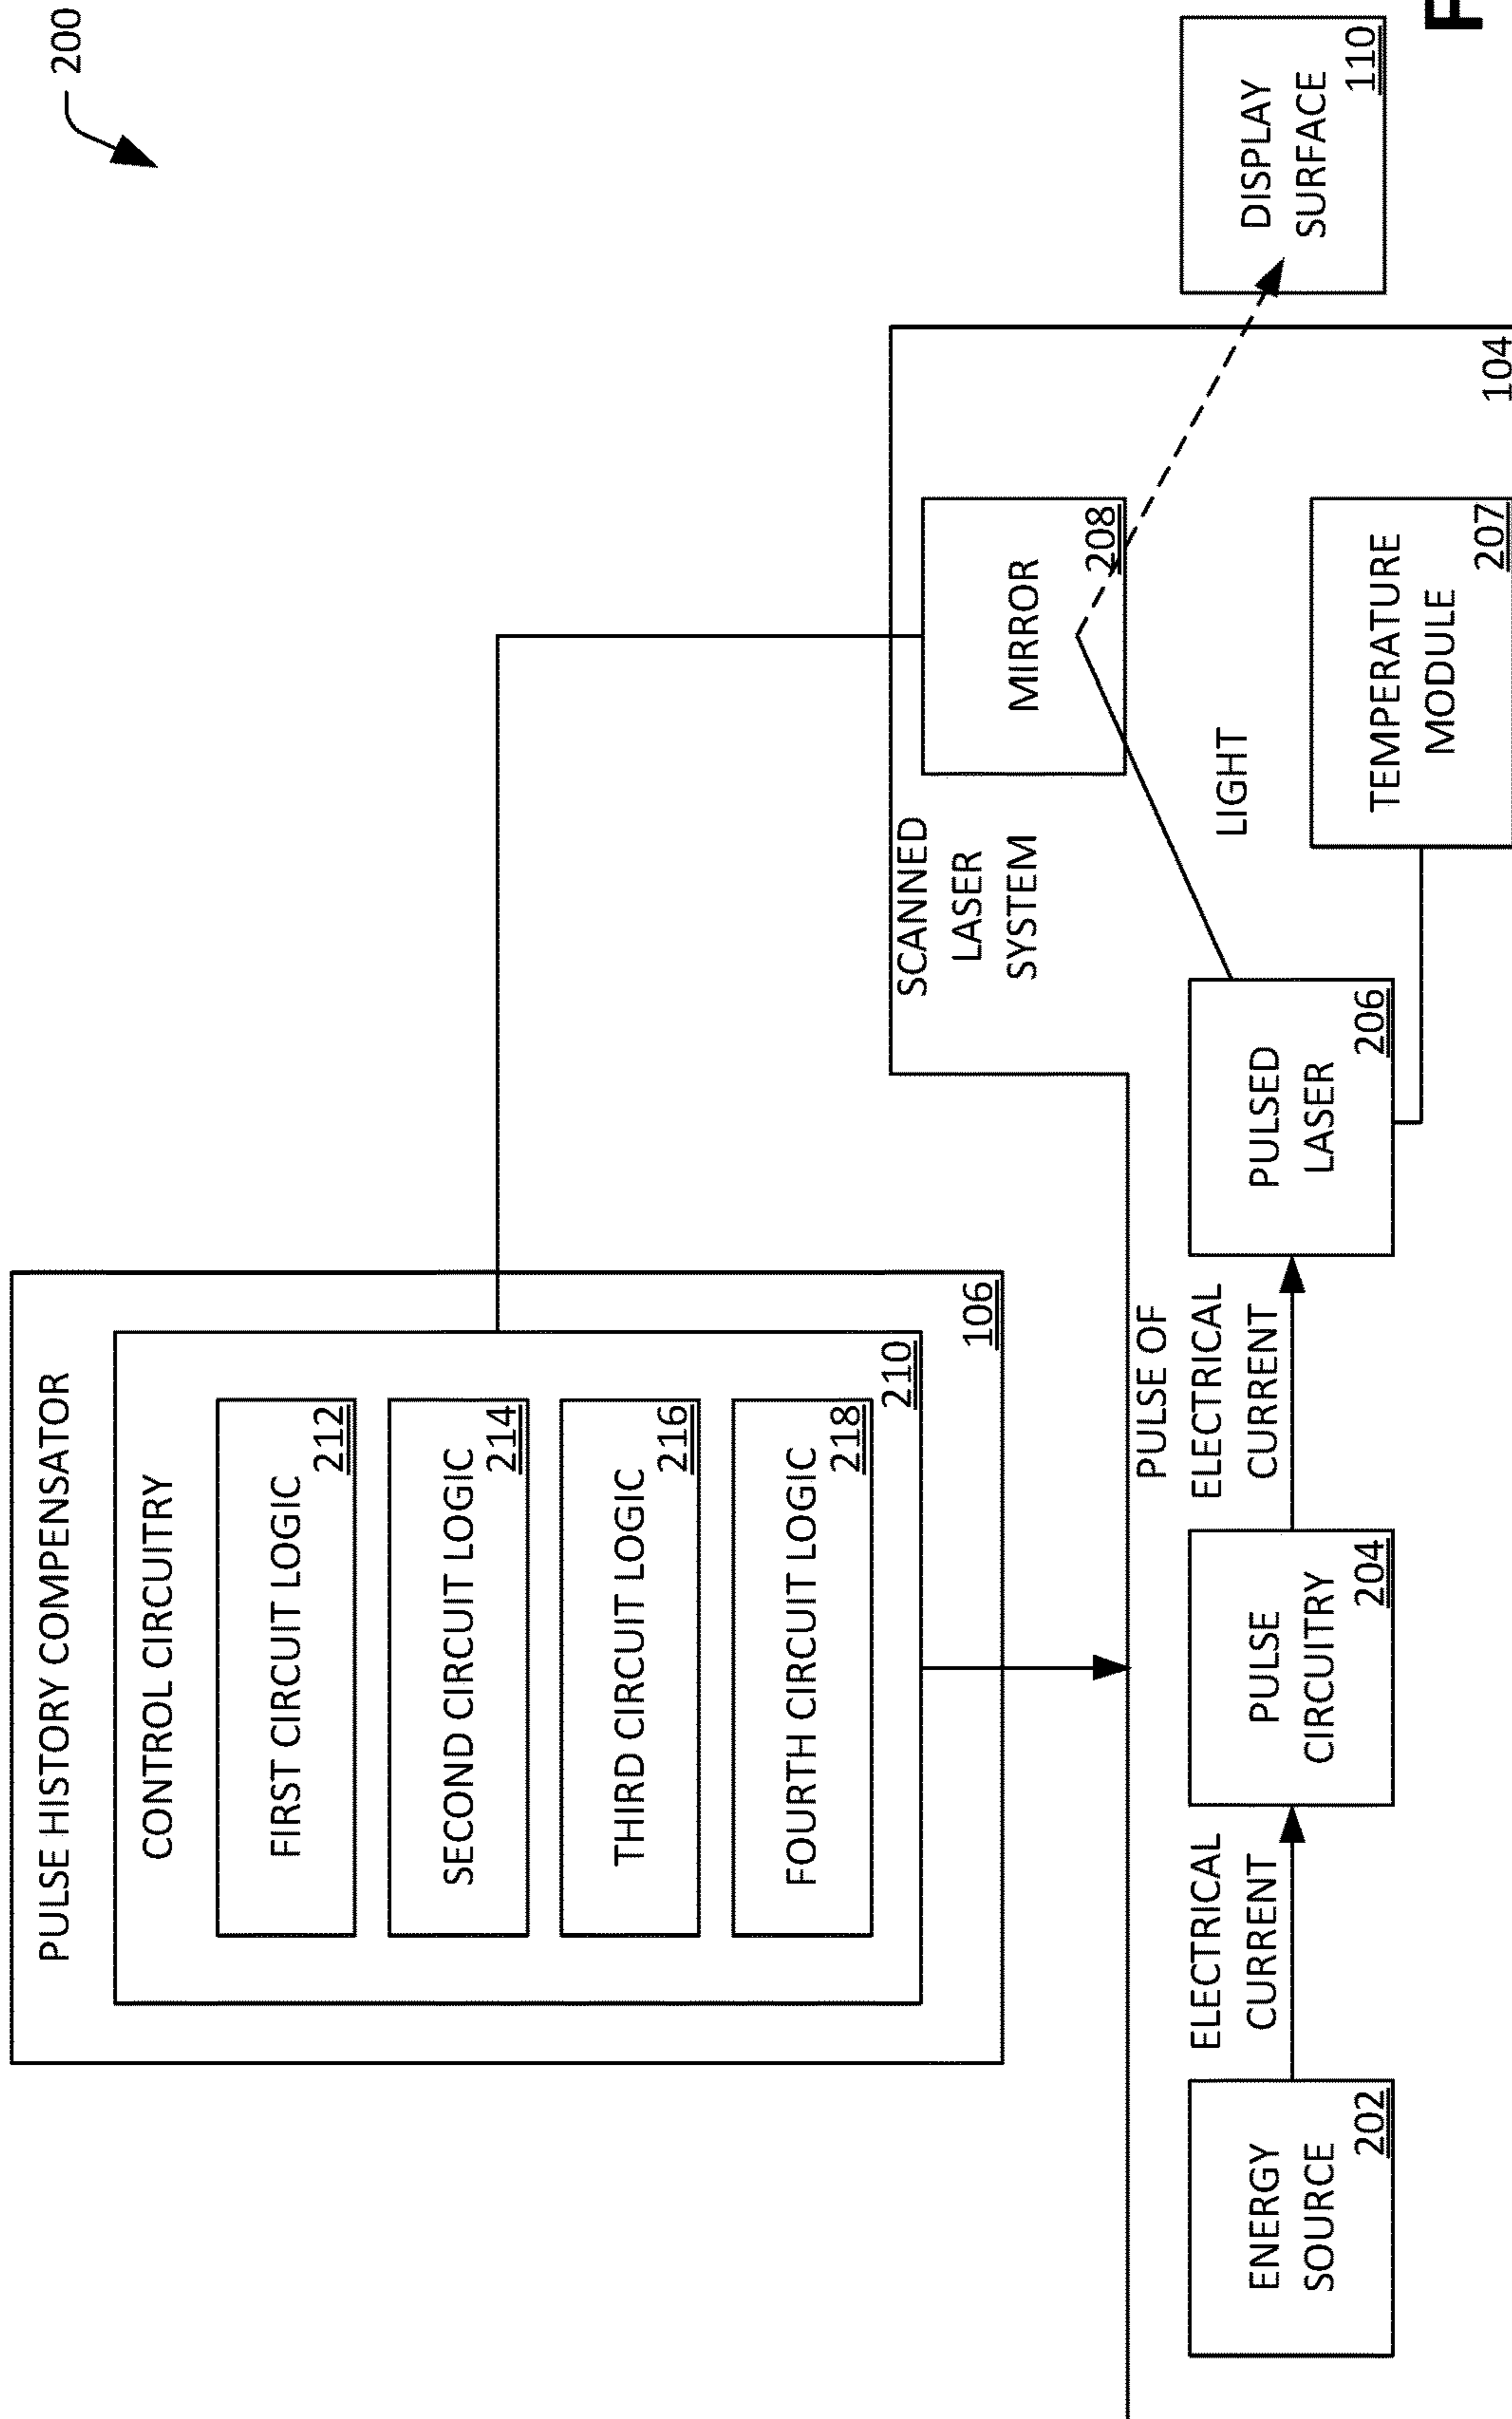 200
PULSE HISTORY COMPENSATOR
CONTROL CIRCUITRY
FIRST CIRCUIT LOGIC
212
SECOND CIRCUIT LOGIC
214
THIRD CIRCUIT LOGIC
216
FOURTH CIRCUIT LOGIC
218
210
106
SCANNED
LASER
SYSTEM
MIRROR
208
DISPLAY
SURFACE
110
ENERGY
SOURCE
202
ELECTRICAL
CURRENT
PULSE
CIRCUITRY
204
PULSE OF
ELECTRICAL
CURRENT
PULSED
LASER
206
LIGHT
TEMPERATURE
MODULE
207
104
F